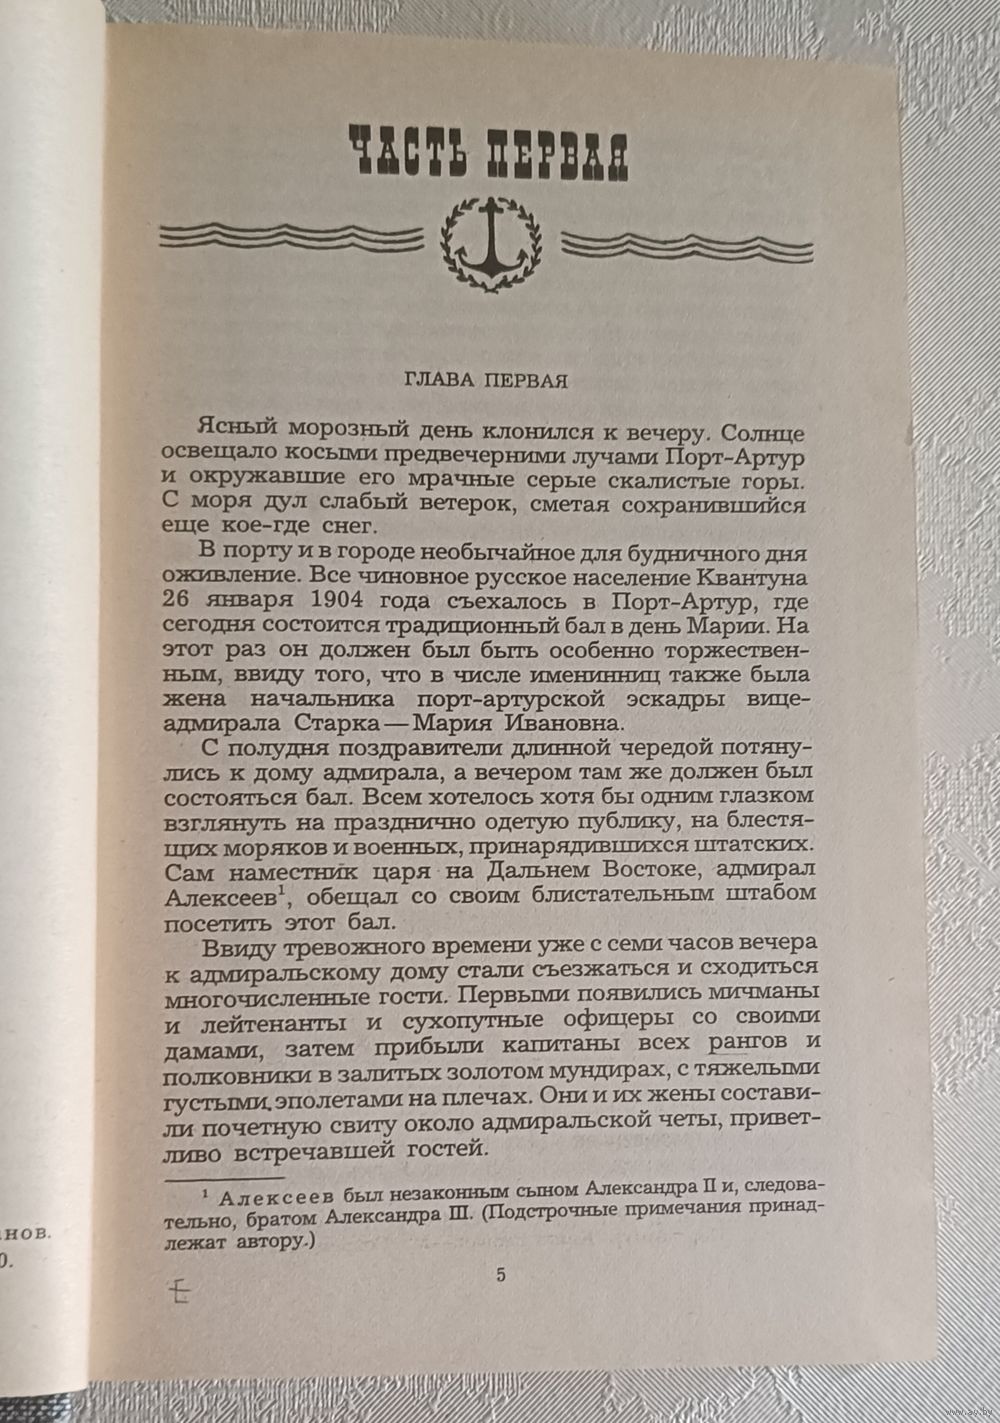 ЧАСТЬ ПЕРВАЯ
ГЛАВА ПЕРВАЯ
Ясный морозный день клонился к вечеру. Солнце
освещало косыми предвечерними лучами Порт-Артур
и окружавшие его мрачные серые скалистые горы.
С моря дул слабый ветерок, сметая сохранившийся
еще кое-где снег.
В порту и в городе необычайное для будничного дня
оживление. Все чиновное русское население Квантуна
26 января 1904 года съехалось в Порт-Артур, где
сегодня состоится традиционный бал в день Марии. На
этот раз он должен был быть особенно торжествен-
ным, ввиду того, что в числе именинниц также была
жена начальника порт-артурской эскадры вице-
адмирала Старка — Мария Ивановна.
С полудня поздравители длинной чередой потяну-
лись к дому адмирала, а вечером там же должен был
состояться бал. Всем хотелось хотя бы одним глазком
взглянуть на празднично одетую публику, на блестя-
щих моряков и военных, принарядившихся штатских.
Сам наместник царя на Дальнем Востоке, адмирал
Алексеев¹, обещал со своим блистательным штабом
посетить этот бал.
Ввиду тревожного времени уже с семи часов вечера
к адмиральскому дому стали съезжаться и сходиться
многочисленные гости. Первыми появились мичманы
и лейтенанты и сухопутные офицеры со своими
дамами, затем прибыли капитаны всех рангов и
полковники в залитых золотом мундирах, с тяжелыми
густыми эполетами на плечах. Они и их жены состави-
ли почетную свиту около адмиральской четы, привет-
ливо встречавшей гостей.
¹ Алексеев был незаконным сыном Александра II и, следова-
тельно, братом Александра III. (Подстрочные примечания принад-
лежат автору.)
5
нов.
0.
www.av.by